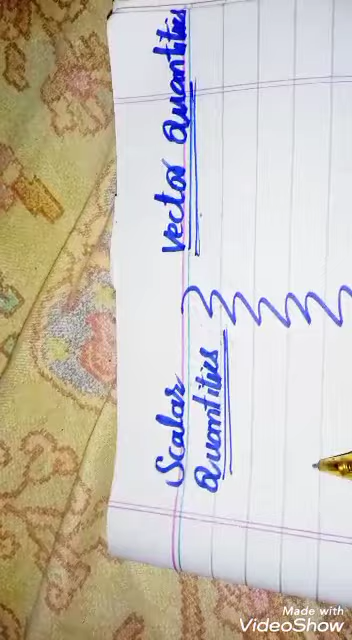 Scalar
Quantities
Vector Quantities
Made with
VideoShow